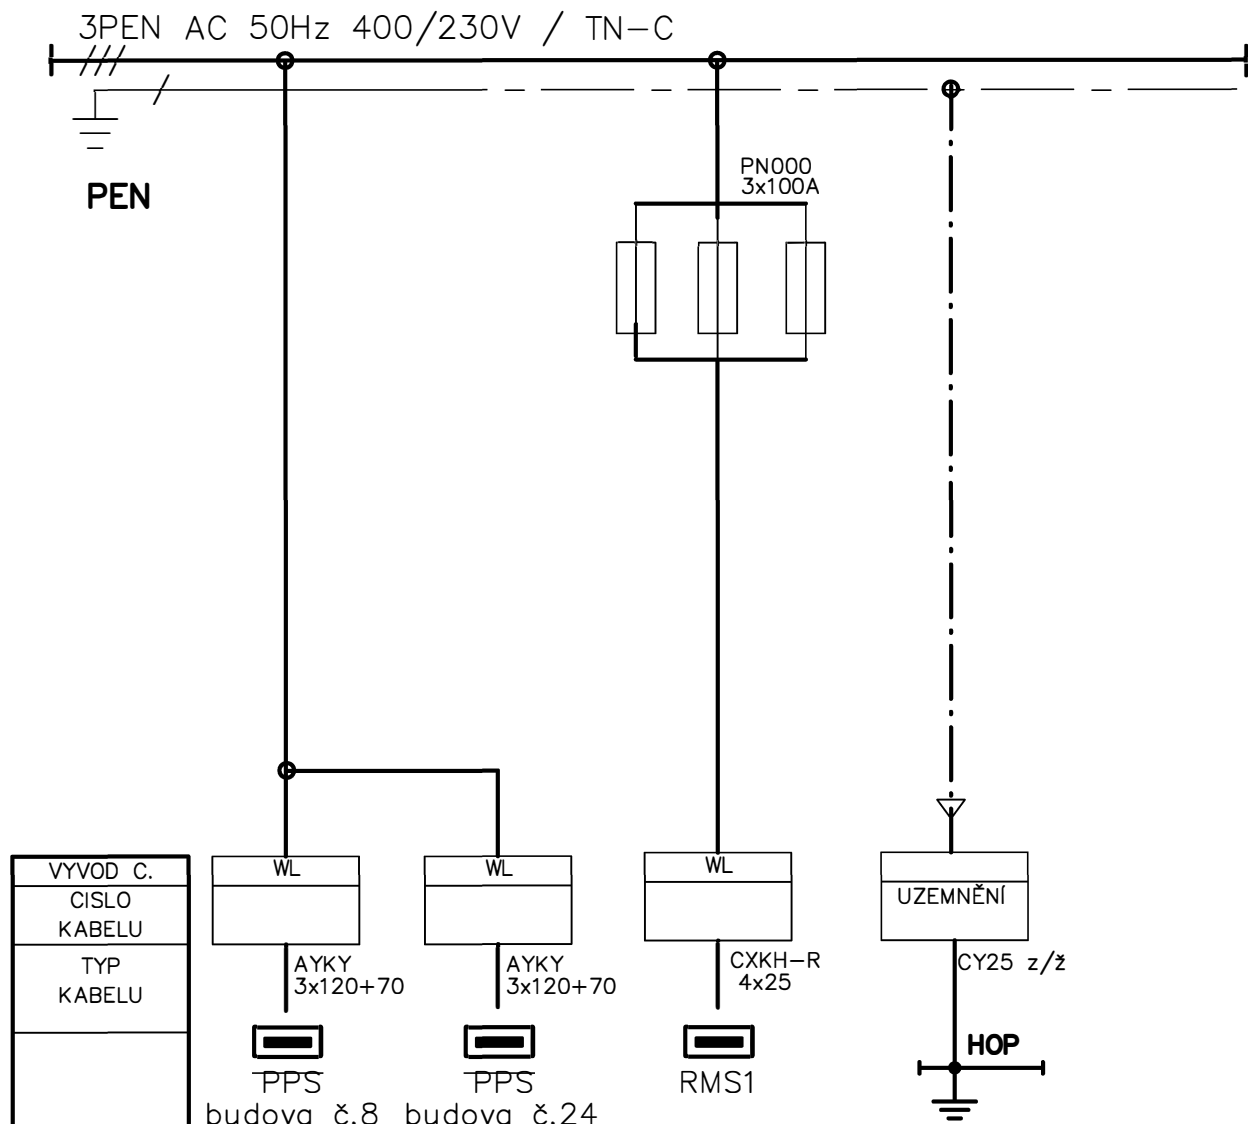 3PEN AC 50Hz 400/230V / TN-C
PEN
PN000
3x100A
VYVOD C.
CISLO
KABELU
TYP
KABELU
WL
WL
WL
UZEMNĚNÍ
AYKY
3x120+70
AYKY
3x120+70
CXKH-R
4x25
CY25 z/ž
HOP
PPS
budova č.8
PPS
budova č.24
RMS1